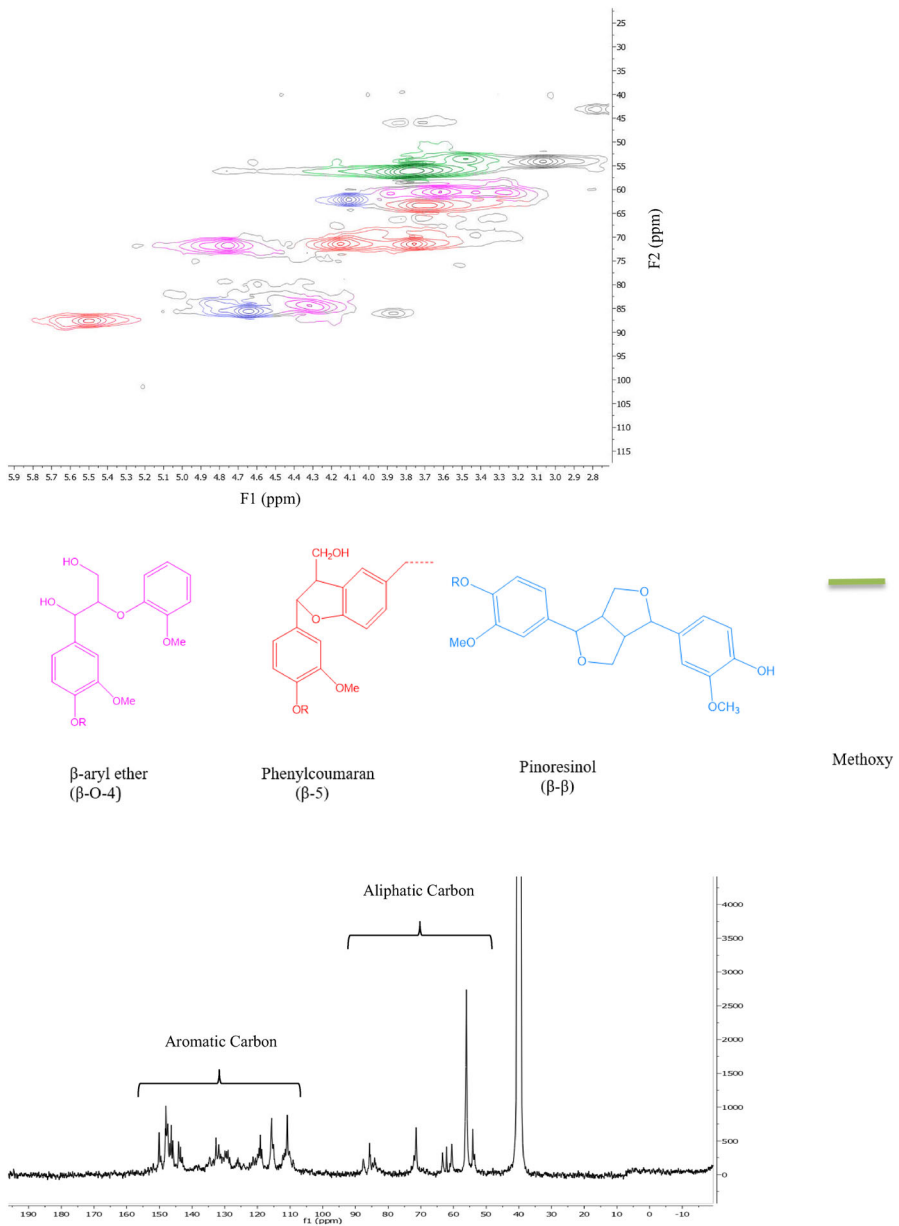 25
30
35
40
45
50
55
60
65
70
75
80
85
90
95
100
105
110
115
F2 (ppm)
5.9 5.8 5.7 5.6 5.5 5.4 5.3 5.2 5.1 5.0 4.9 4.8 4.7 4.6 4.5 4.4 4.3 4.2 4.1 4.0 3.9 3.8 3.7 3.6 3.5 3.4 3.3 3.2 3.1 3.0 2.9 2.8
F1 (ppm)
HO
HO
O
OMe
OMe
OR
CH₂OH
O
OMe
OR
RO
MeO
O
O
OH
OCH₃
β-aryl ether
(β-O-4)
Phenylcoumaran
(β-5)
Pinoresinol
(β-β)
Methoxy
Aliphatic Carbon
Aromatic Carbon
4000
3500
3000
2500
2000
1500
1000
500
0
190 180 170 160 150 140 130 120 110 100 90 80 70 60 50 40 30 20 10 0 -10
f1 (ppm)